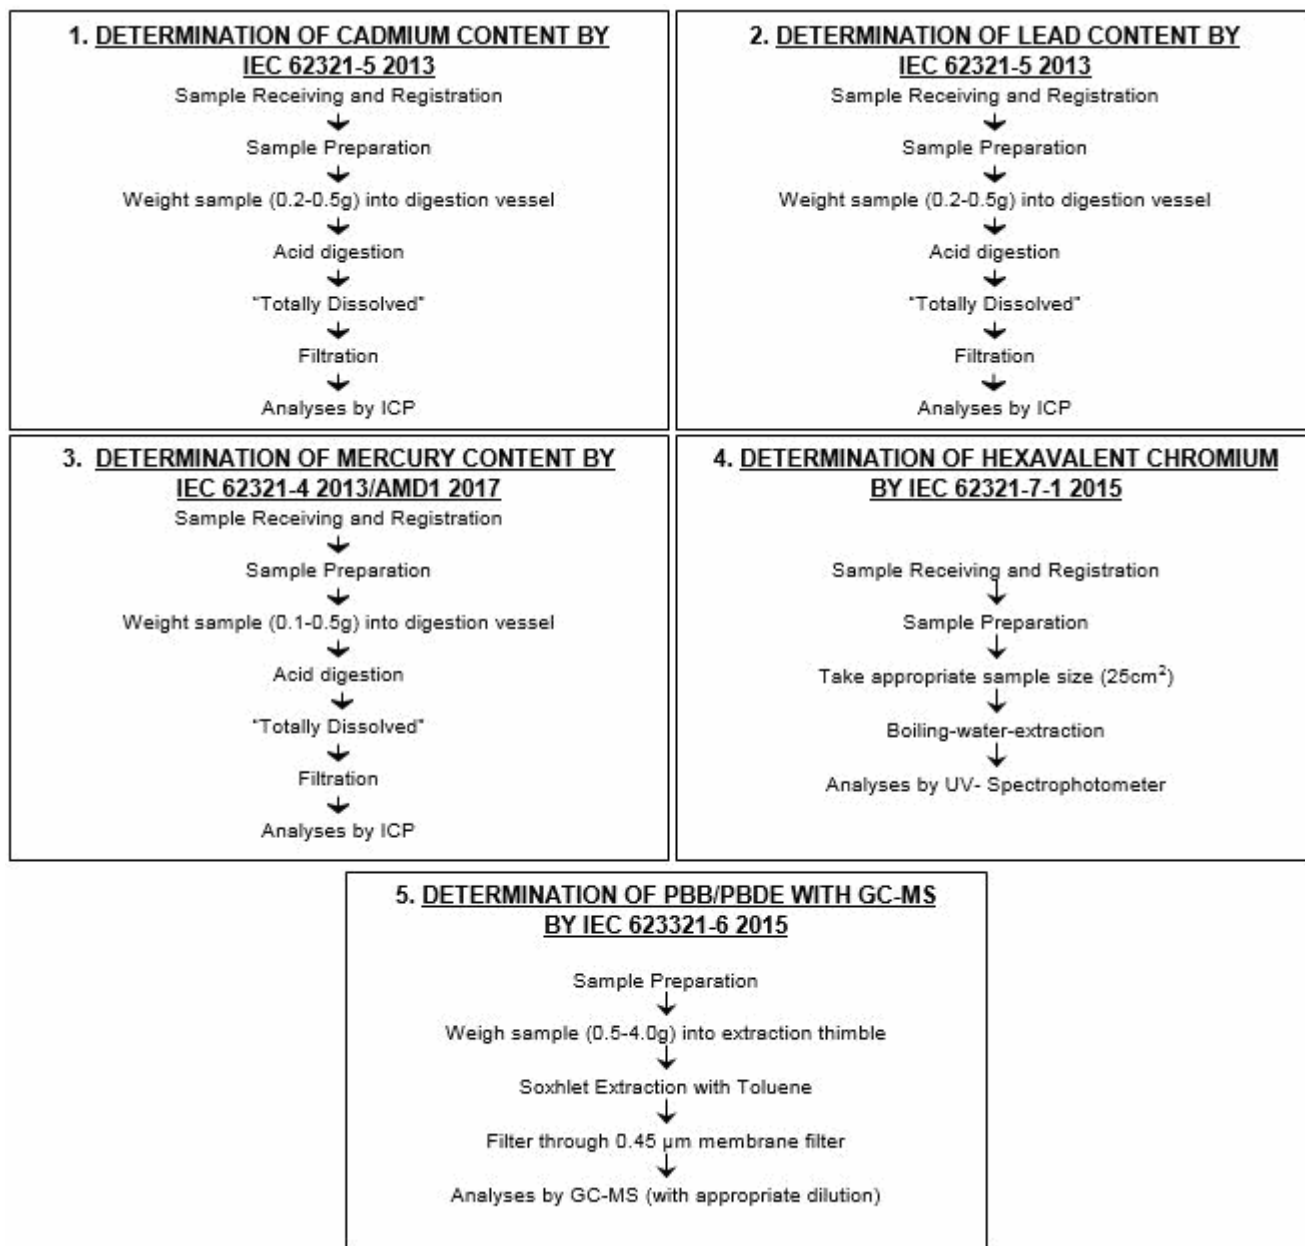 1. DETERMINATION OF CADMIUM CONTENT BY
IEC 62321-5 2013
Sample Receiving and Registration
Sample Preparation
Weight sample (0.2-0.5g) into digestion vessel
Acid digestion
"Totally Dissolved"
Filtration
Analyses by ICP
2. DETERMINATION OF LEAD CONTENT BY
IEC 62321-5 2013
Sample Receiving and Registration
Sample Preparation
Weight sample (0.2-0.5g) into digestion vessel
Acid digestion
"Totally Dissolved"
Filtration
Analyses by ICP
3. DETERMINATION OF MERCURY CONTENT BY
IEC 62321-4 2013/AMD1 2017
Sample Receiving and Registration
Sample Preparation
Weight sample (0.1-0.5g) into digestion vessel
Acid digestion
"Totally Dissolved"
Filtration
Analyses by ICP
4. DETERMINATION OF HEXAVALENT CHROMIUM
BY IEC 62321-7-1 2015
Sample Receiving and Registration
Sample Preparation
Take appropriate sample size (25cm²)
Boiling-water-extraction
Analyses by UV- Spectrophotometer
5. DETERMINATION OF PBB/PBDE WITH GC-MS
BY IEC 623321-6 2015
Sample Preparation
Weigh sample (0.5-4.0g) into extraction thimble
Soxhlet Extraction with Toluene
Filter through 0.45 µm membrane filter
Analyses by GC-MS (with appropriate dilution)